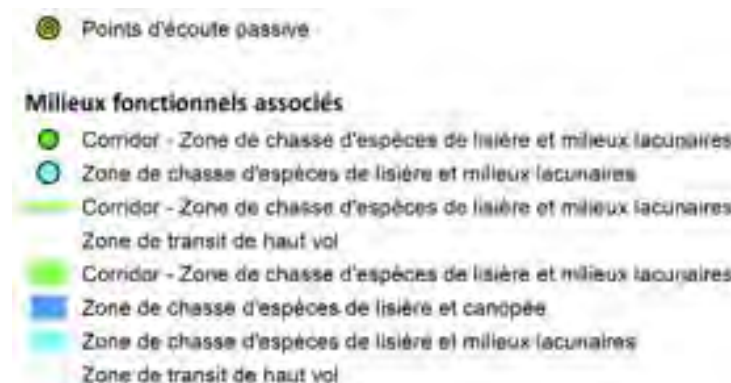 Points d'écoute passive
Milieux fonctionnels associés
Corridor - Zone de chasse d'espèces de lisière et milieux lacunaires
Zone de chasse d'espèces de lisière et milieux lacunaires
Corridor - Zone de chasse d'espèces de lisière et milieux lacunaires
Zone de transit de haut vol
Corridor - Zone de chasse d'espèces de lisière et milieux lacunaires
Zone de chasse d'espèces de lisière et canopée
Zone de chasse d'espèces de lisière et milieux lacunaires
Zone de transit de haut vol